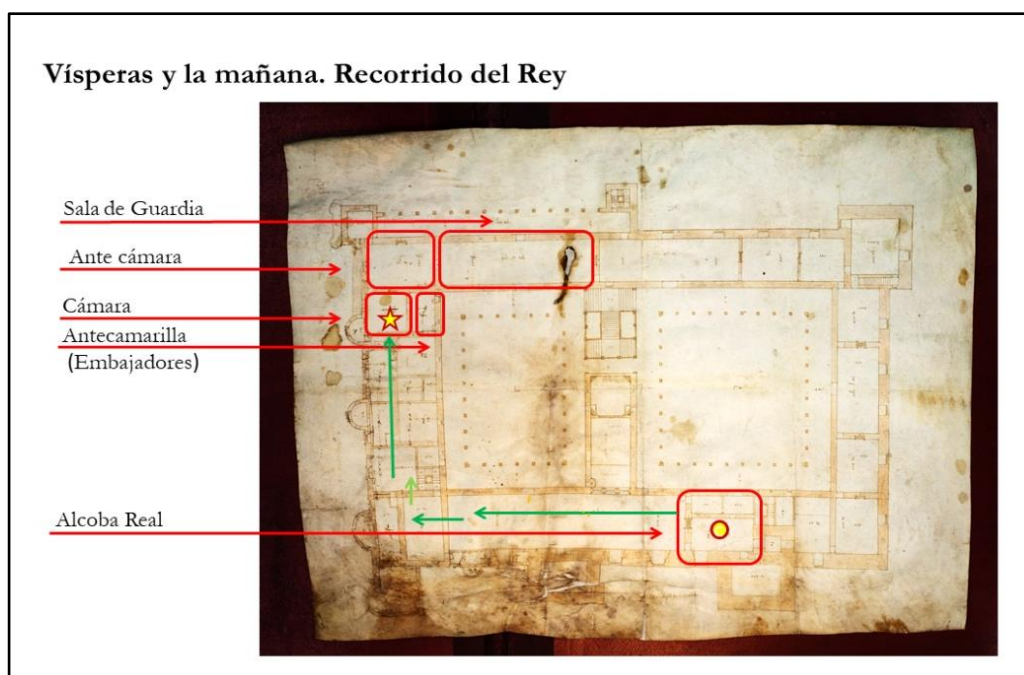 Vísperas y la mañana. Recorrido del Rey
Sala de Guardia
Ante cámara
Cámara
Antecamarilla
(Embajadores)
Alcoba Real